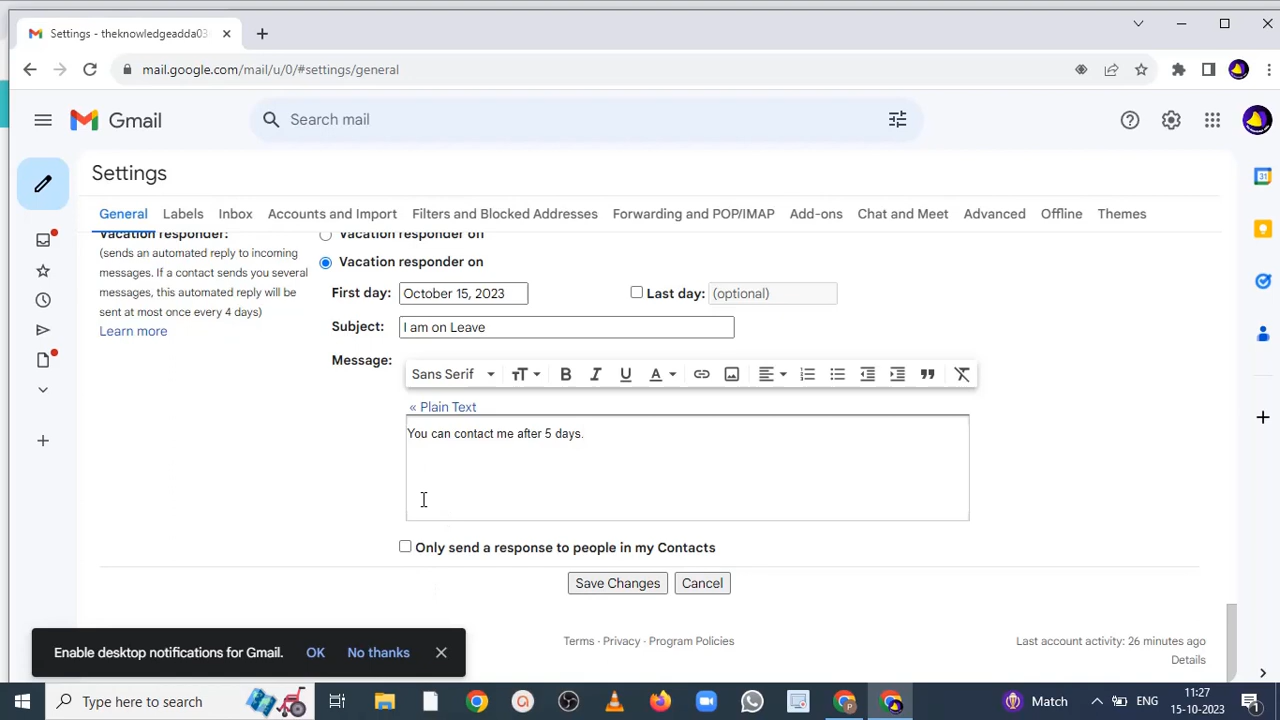 Settings - theknowledgeadda03
mail.google.com/mail/u/0/#settings/general
Gmail
Search mail
Settings
General Labels Inbox Accounts and Import Filters and Blocked Addresses Forwarding and POP/IMAP Add-ons Chat and Meet Advanced Offline Themes
Vacation responder:
(sends an automated reply to incoming
messages. If a contact sends you several
messages, this automated reply will be
sent at most once every 4 days)
Learn more
Vacation responder off
Vacation responder on
First day: October 15, 2023 Last day: (optional)
Subject: I am on Leave
Message:
Sans Serif
« Plain Text
You can contact me after 5 days.
Only send a response to people in my Contacts
Save Changes Cancel
Enable desktop notifications for Gmail. OK No thanks
Terms · Privacy · Program Policies
Last account activity: 26 minutes ago
Details
Type here to search
Match
ENG
11:27
15-10-2023